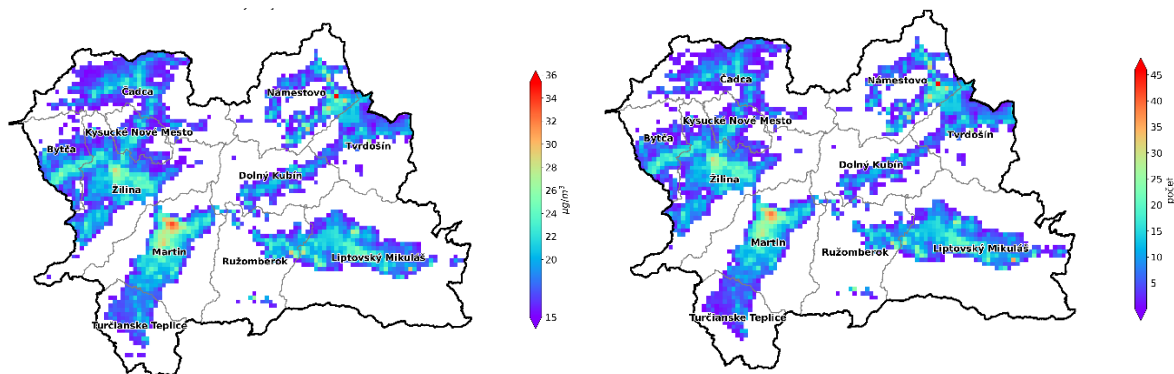 Čadca
Námestovo
Kysucké Nové Mesto
Bytča
Tvrdošín
Žilina
Dolný Kubín
Martin
Ružomberok
Liptovský Mikuláš
Turčianske Teplice
36
34
32
30
28
26
24
22
20
15
µg/m³
Čadca
Námestovo
Kysucké Nové Mesto
Bytča
Tvrdošín
Žilina
Dolný Kubín
Martin
Ružomberok
Liptovský Mikuláš
Turčianske Teplice
45
40
35
30
25
20
15
10
5
počet